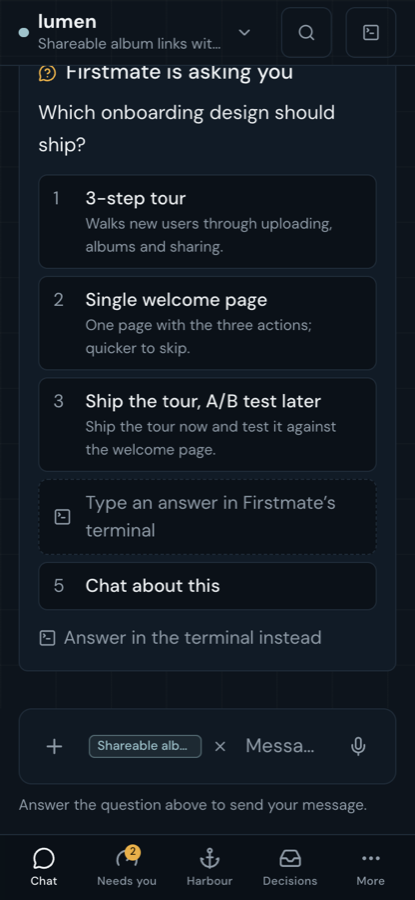 lumen
Shareable album links wit...
Firstmate is asking you
Which onboarding design should
ship?
1 3-step tour
Walks new users through uploading,
albums and sharing.
2 Single welcome page
One page with the three actions;
quicker to skip.
3 Ship the tour, A/B test later
Ship the tour now and test it against
the welcome page.
Type an answer in Firstmate's
terminal
5 Chat about this
Answer in the terminal instead
Shareable alb... × Messa...
Answer the question above to send your message.
2
Chat Needs you Harbour Decisions More